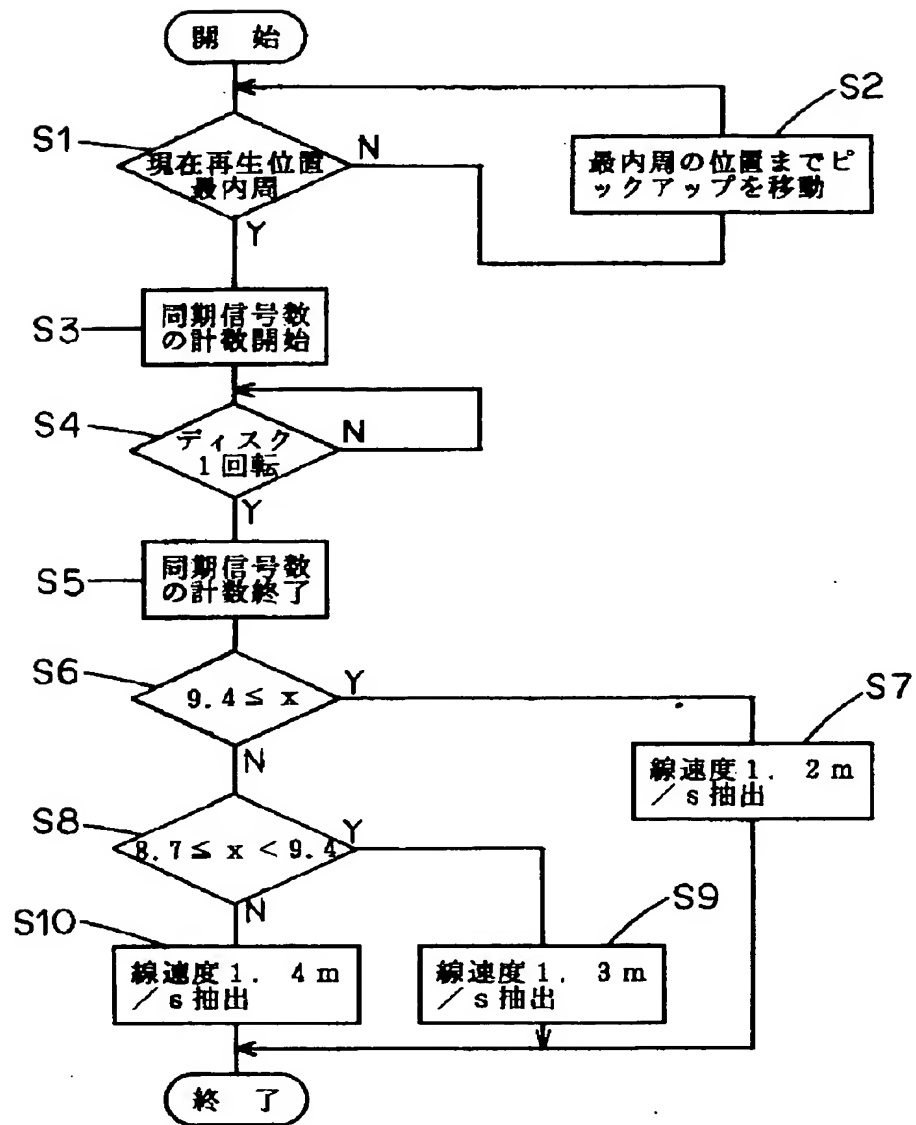 開 始
S2
S1
現在再生位置
最内周
N
最内周の位置までピ
ックアップを移動
Y
S3
同期信号数
の計数開始
S4
ディスク
1回転
N
Y
S5
同期信号数
の計数終了
S6
9.4≦ x
Y
S7
N
線速度1. 2m
/s抽出
S8
8.7≦ x < 9.4
Y
N
S10
S9
線速度1. 4m
/s抽出
線速度1. 3m
/s抽出
終 了